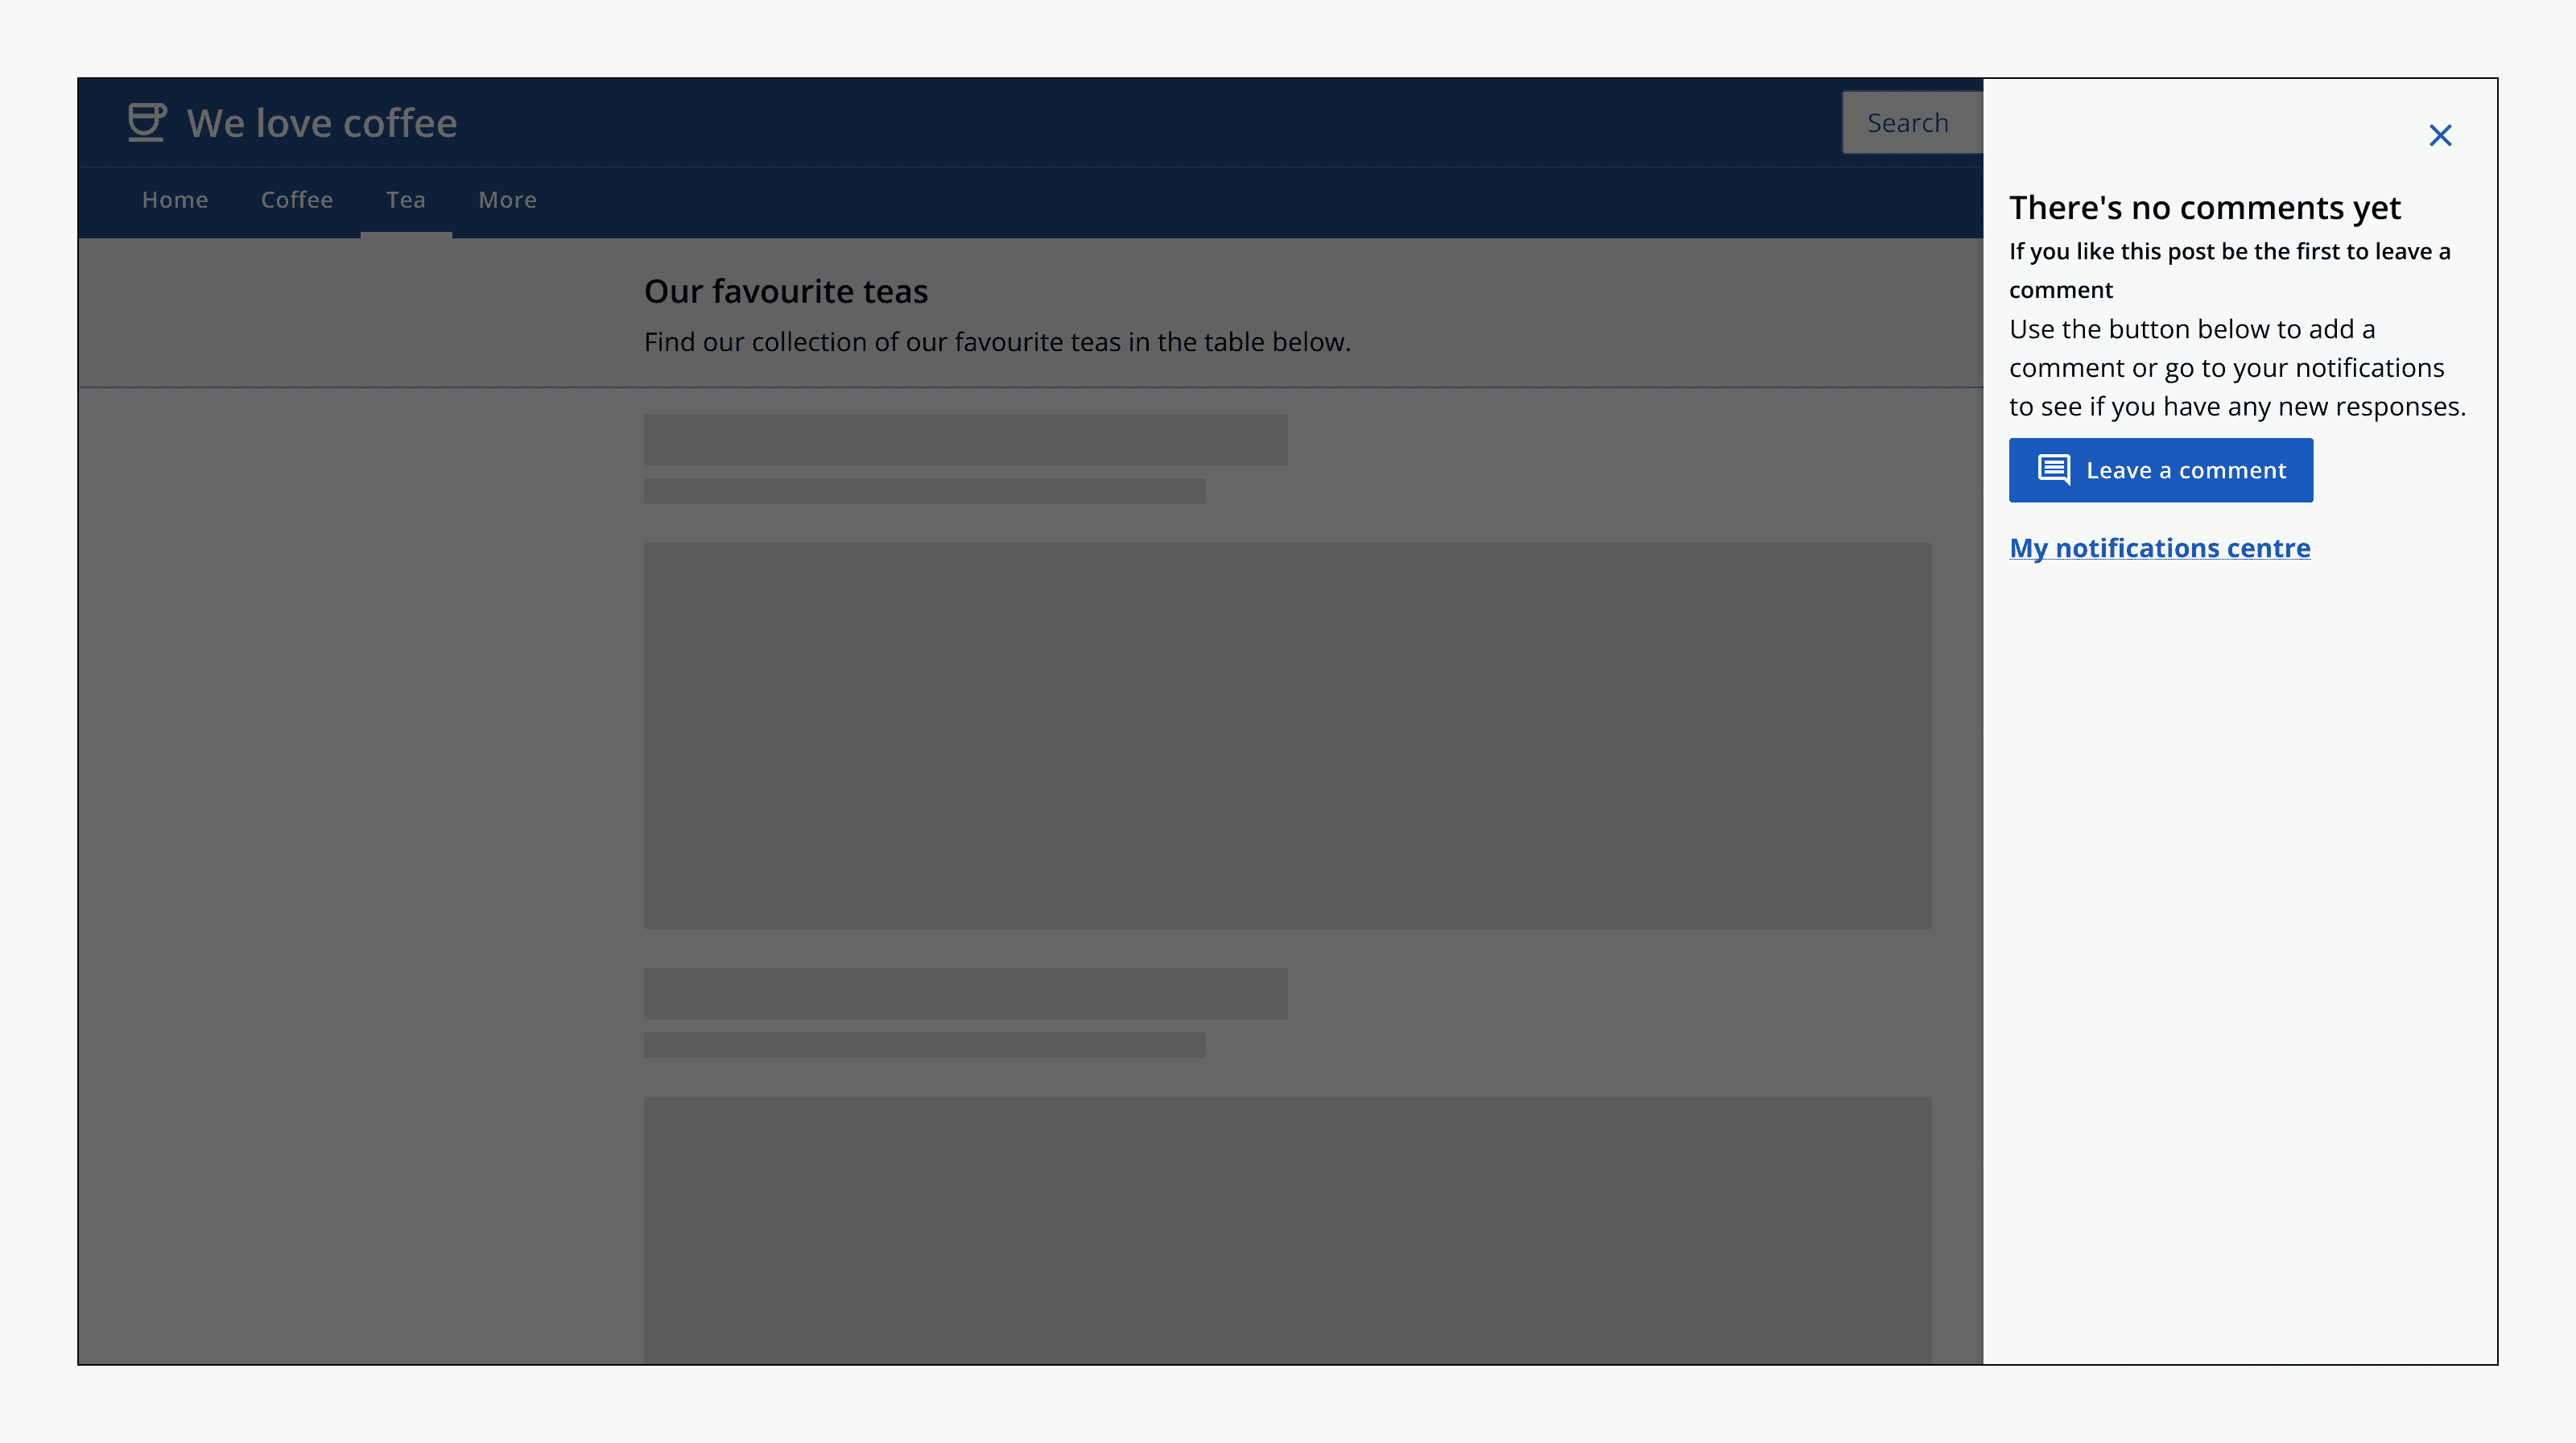 We love coffee
Search
Home Coffee Tea More
Our favourite teas
Find our collection of our favourite teas in the table below.
There's no comments yet
If you like this post be the first to leave a
comment
Use the button below to add a
comment or go to your notifications
to see if you have any new responses.
Leave a comment
My notifications centre